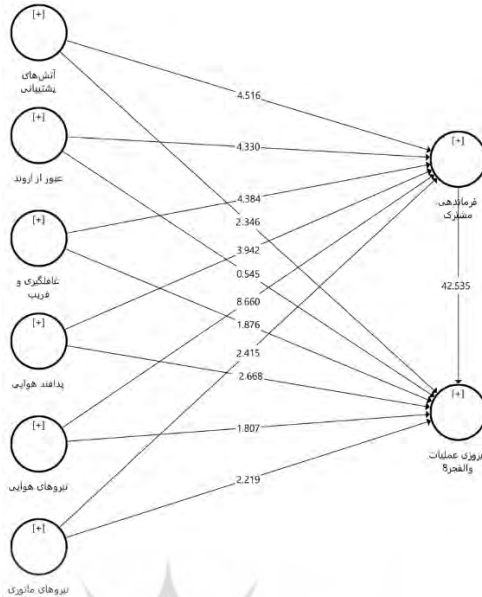 [+]
آتش‌های
پشتیبانی
[+]
عبور از اروند
[+]
غافلگیری و
فریب
[+]
پدافند هوایی
[+]
نیروهای هوایی
[+]
نیروهای مانوری
4.516
4.330
4.384
2.346
3.942
0.545
8.660
1.876
2.415
2.668
1.807
2.219
[+]
فرماندهی
مشترک
42.535
[+]
پیروزی عملیات
والفجر8